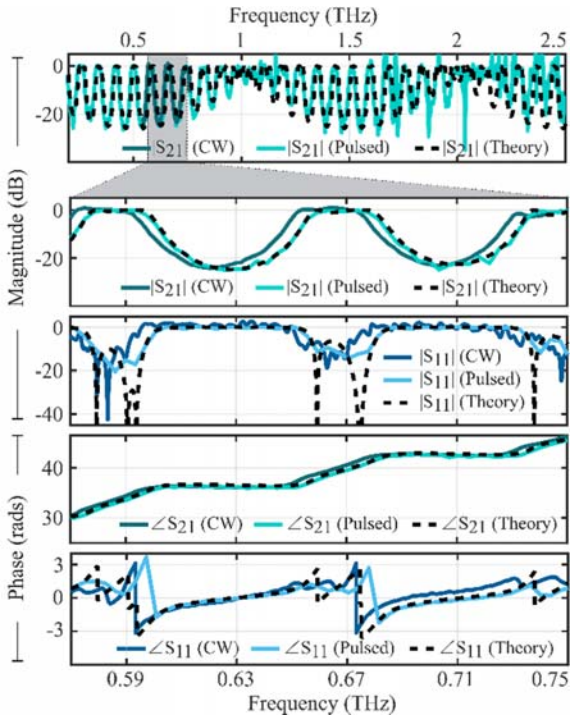 Frequency (THz)
0.5 1 1.5 2 2.5
0
-20
S21 (CW) |S21| (Pulsed) |S21| (Theory)
Magnitude (dB)
0
-20
|S21| (CW) |S21| (Pulsed) |S21| (Theory)
0
-20
-40
|S11| (CW)
|S11| (Pulsed)
|S11| (Theory)
Phase (rads)
40
30
∠S21 (CW) ∠S21 (Pulsed) ∠S21 (Theory)
3
0
-3
∠S11 (CW) ∠S11 (Pulsed) ∠S11 (Theory)
0.59 0.63 0.67 0.71 0.75
Frequency (THz)